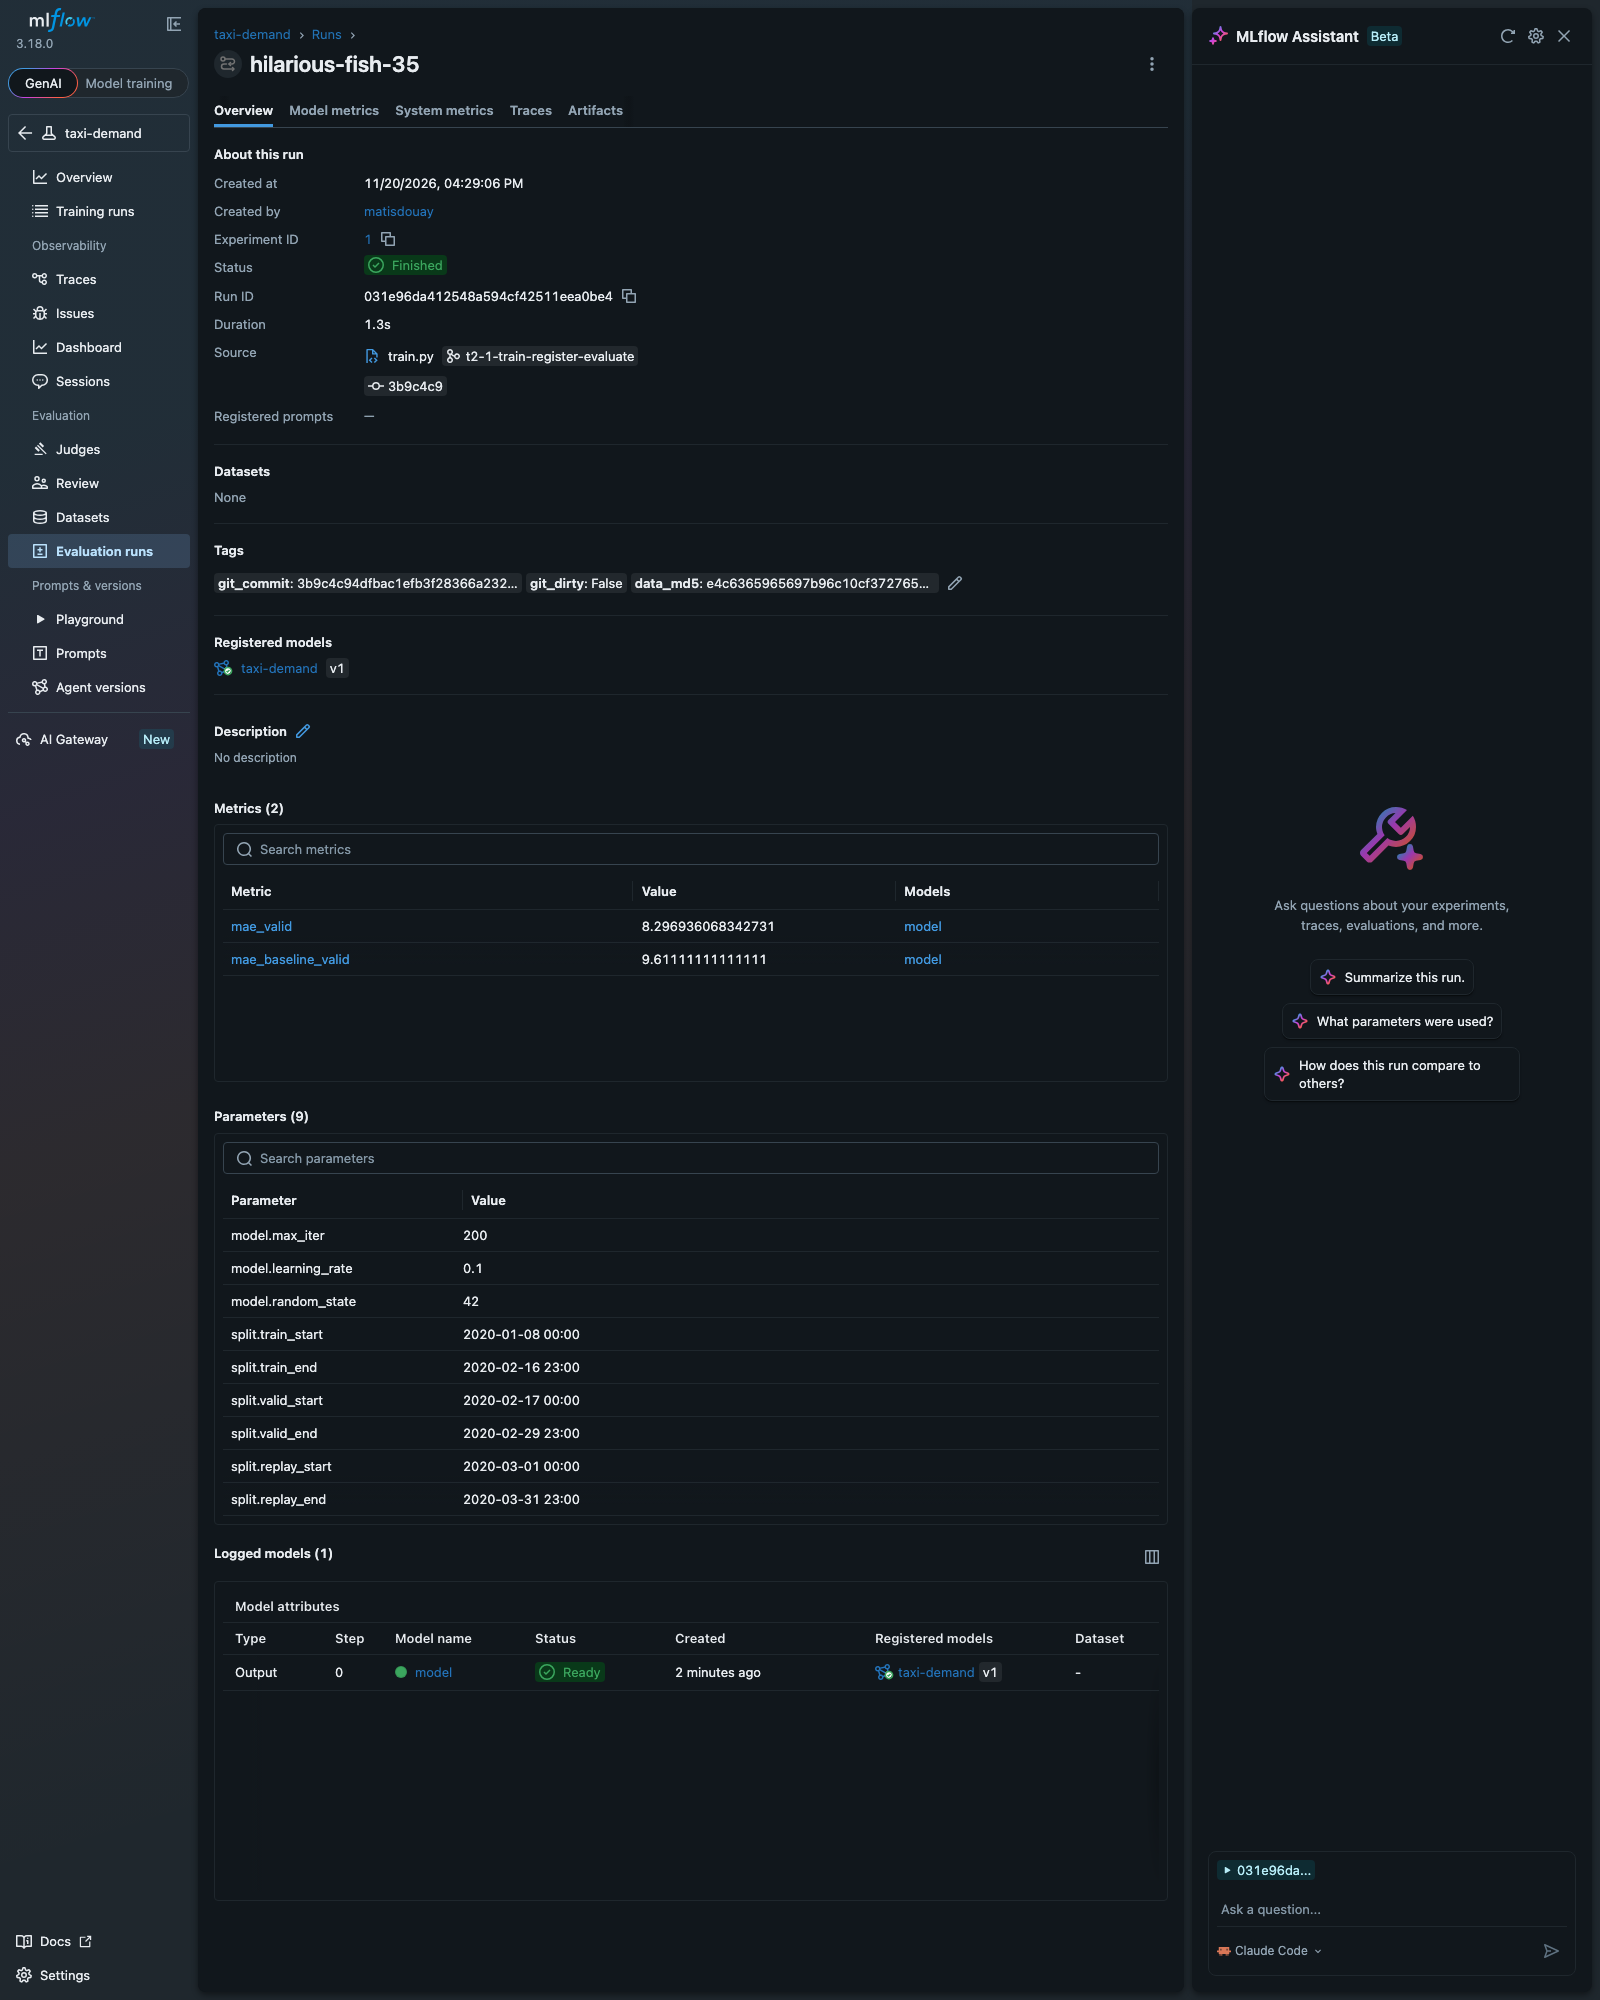 mlflow
3.18.0
GenAI Model training
taxi-demand
Overview
Training runs
Observability
Traces
Issues
Dashboard
Sessions
Evaluation
Judges
Review
Datasets
Evaluation runs
Prompts & versions
Playground
Prompts
Agent versions
AI Gateway New
Docs
Settings
taxi-demand › Runs ›
hilarious-fish-35
Overview Model metrics System metrics Traces Artifacts
About this run
Created at 11/20/2026, 04:29:06 PM
Created by matisdouay
Experiment ID 1
Status Finished
Run ID 031e96da412548a594cf42511eea0be4
Duration 1.3s
Source train.py t2-1-train-register-evaluate
3b9c4c9
Registered prompts —
Datasets
None
Tags
git_commit: 3b9c4c94dfbac1efb3f28366a232... git_dirty: False data_md5: e4c6365965697b96c10cf372765...
Registered models
taxi-demand v1
Description
No description
Metrics (2)
Search metrics
Metric Value Models
mae_valid 8.296936068342731 model
mae_baseline_valid 9.61111111111111 model
Parameters (9)
Search parameters
Parameter Value
model.max_iter 200
model.learning_rate 0.1
model.random_state 42
split.train_start 2020-01-08 00:00
split.train_end 2020-02-16 23:00
split.valid_start 2020-02-17 00:00
split.valid_end 2020-02-29 23:00
split.replay_start 2020-03-01 00:00
split.replay_end 2020-03-31 23:00
Logged models (1)
Model attributes
Type Step Model name Status Created Registered models Dataset
Output 0 model Ready 2 minutes ago taxi-demand v1 -
MLflow Assistant Beta
Ask questions about your experiments,
traces, evaluations, and more.
Summarize this run.
What parameters were used?
How does this run compare to
others?
031e96da...
Ask a question...
Claude Code